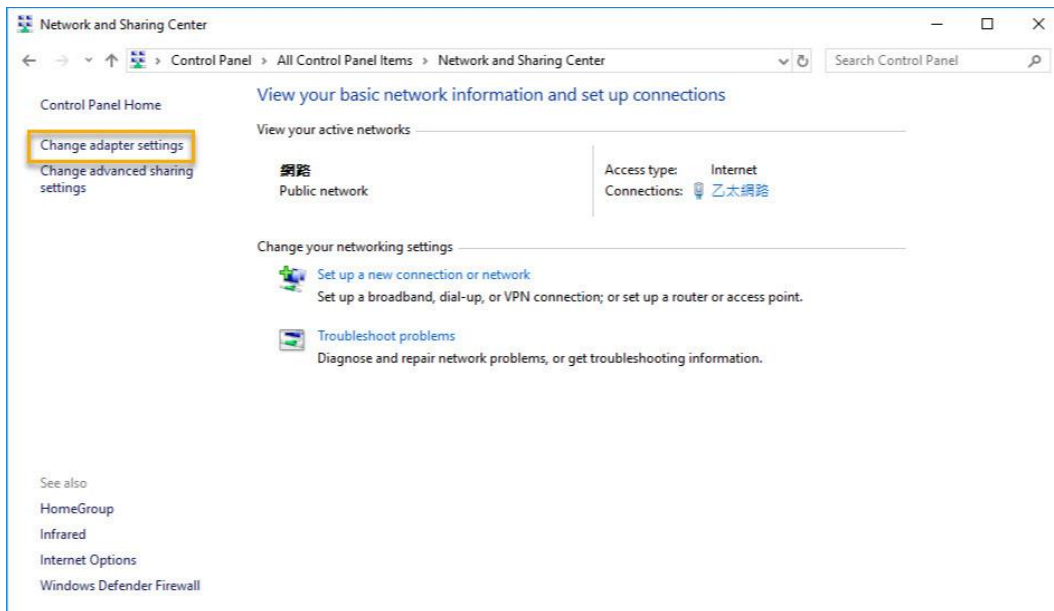 Network and Sharing Center
Control Panel > All Control Panel Items > Network and Sharing Center
Search Control Panel
Control Panel Home
Change adapter settings
Change advanced sharing
settings
View your basic network information and set up connections
View your active networks
網路
Public network
Access type: Internet
Connections: 乙太網路
Change your networking settings
Set up a new connection or network
Set up a broadband, dial-up, or VPN connection; or set up a router or access point.
Troubleshoot problems
Diagnose and repair network problems, or get troubleshooting information.
See also
HomeGroup
Infrared
Internet Options
Windows Defender Firewall